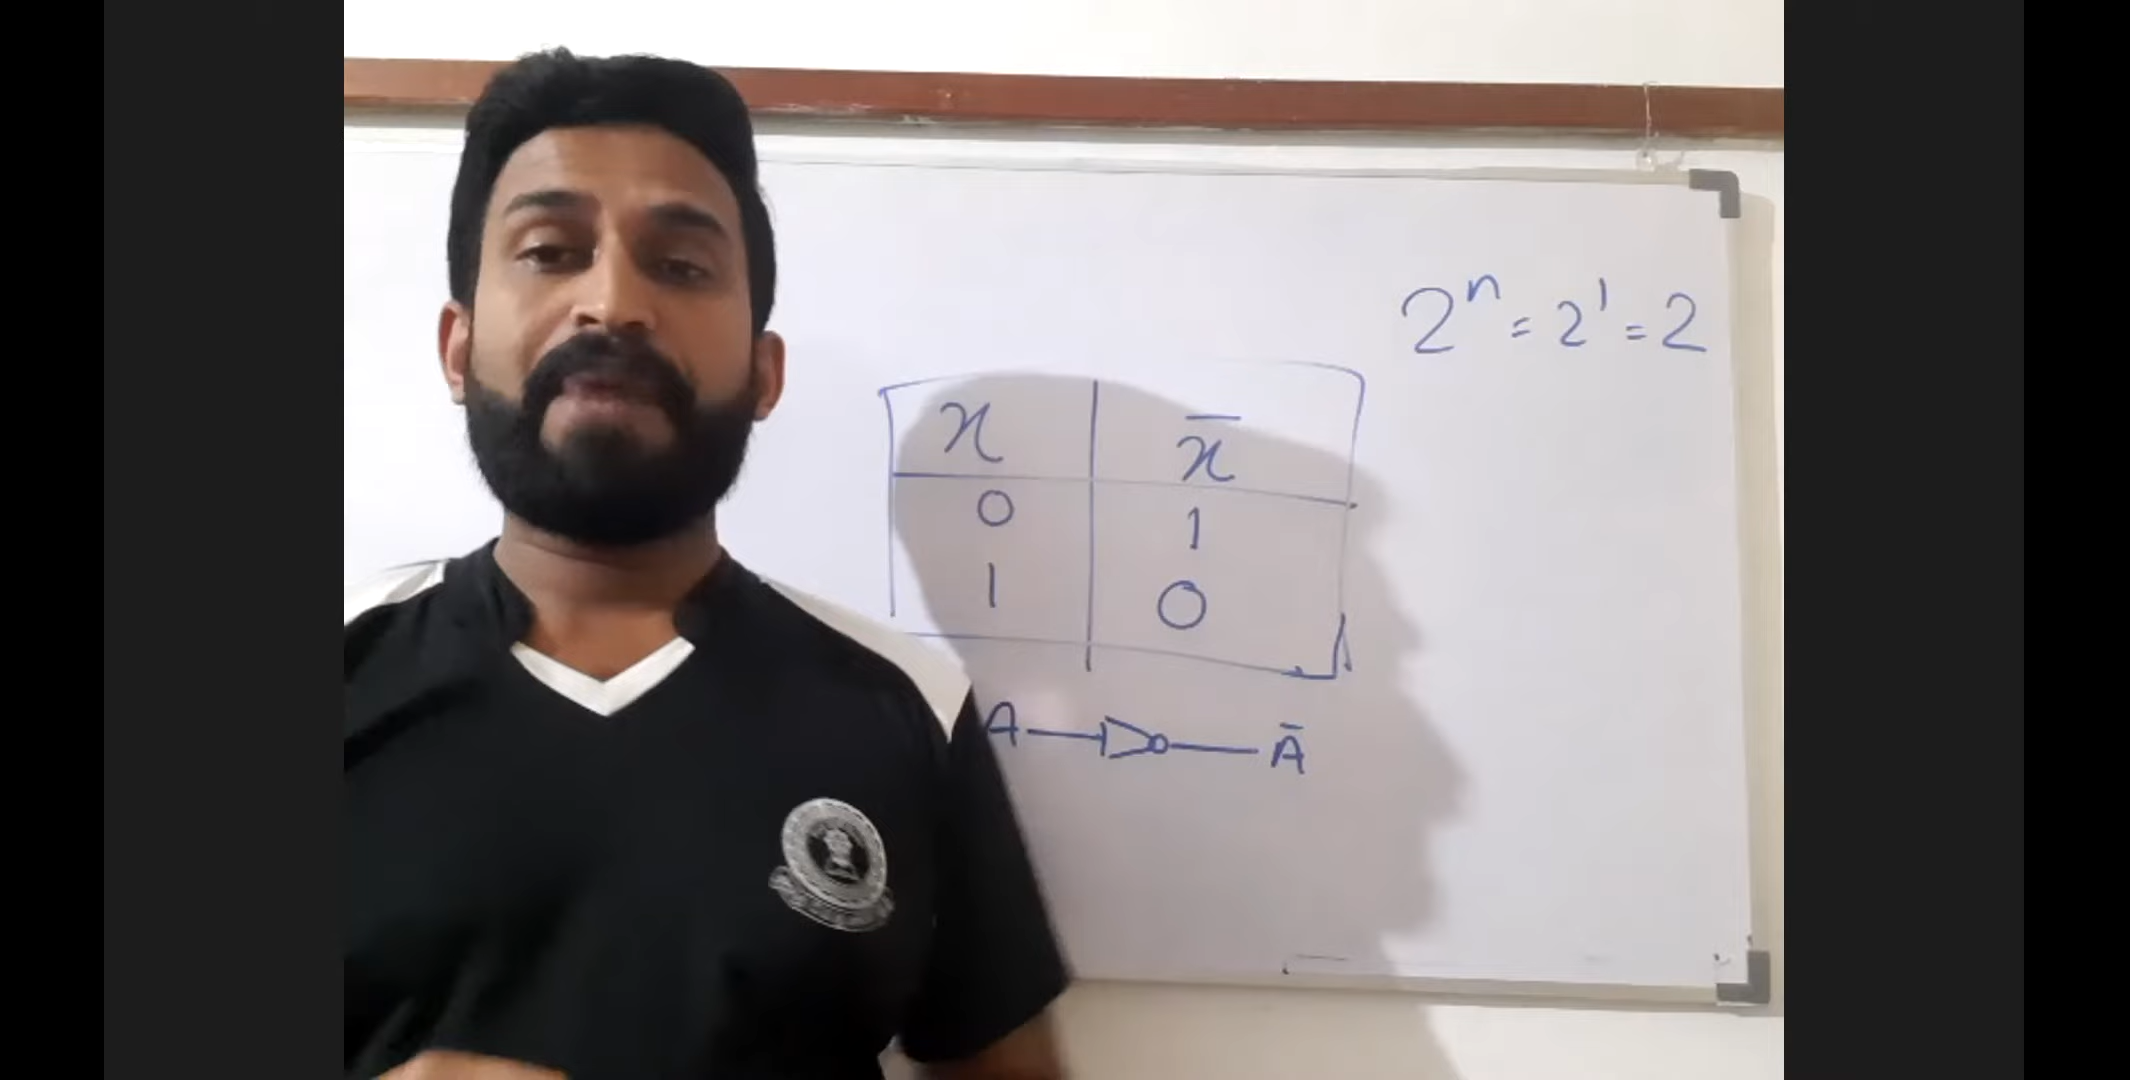 2ⁿ = 2¹ = 2
x x̄
0 1
1 0
A Ā